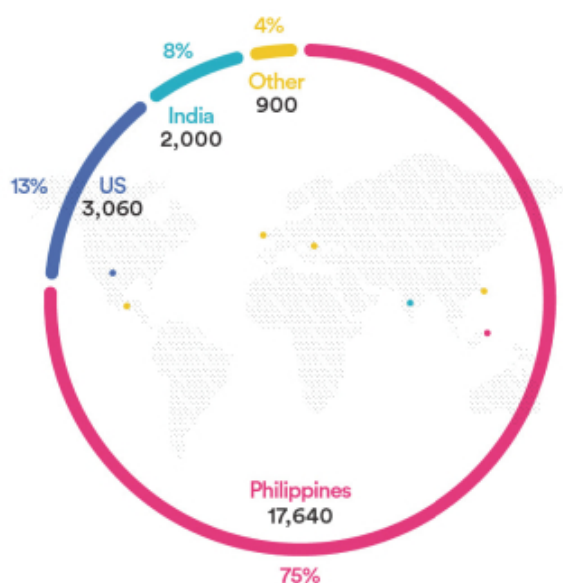 4%
8%
Other
900
India
2,000
13%
US
3,060
Philippines
17,640
75%